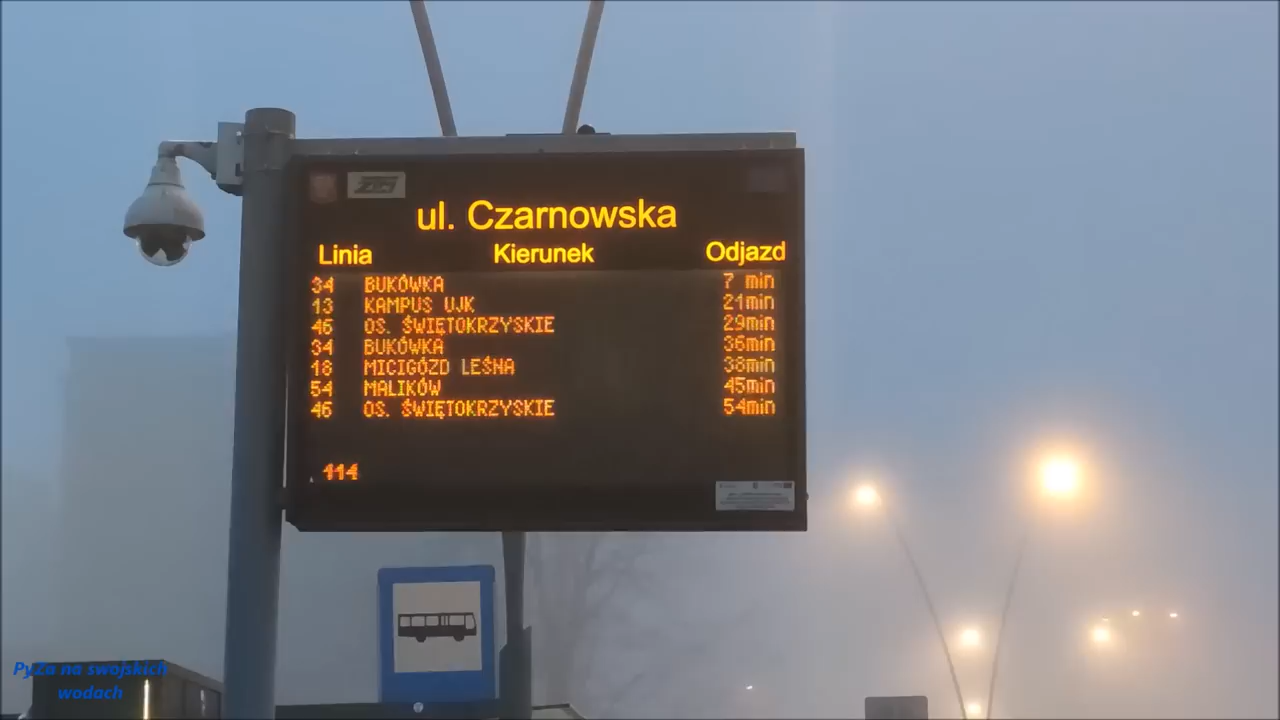 ZTM
ul. Czarnowska
Linia Kierunek Odjazd
34 BUKÓWKA 7 min
13 KAMPUS UJK 21min
46 OS. ŚWIĘTOKRZYSKIE 29min
34 BUKÓWKA 36min
18 MICIGÓZD LEŚNA 38min
54 MALIKÓW 45min
46 OS. ŚWIĘTOKRZYSKIE 54min
PyZa na swojskich
wodach